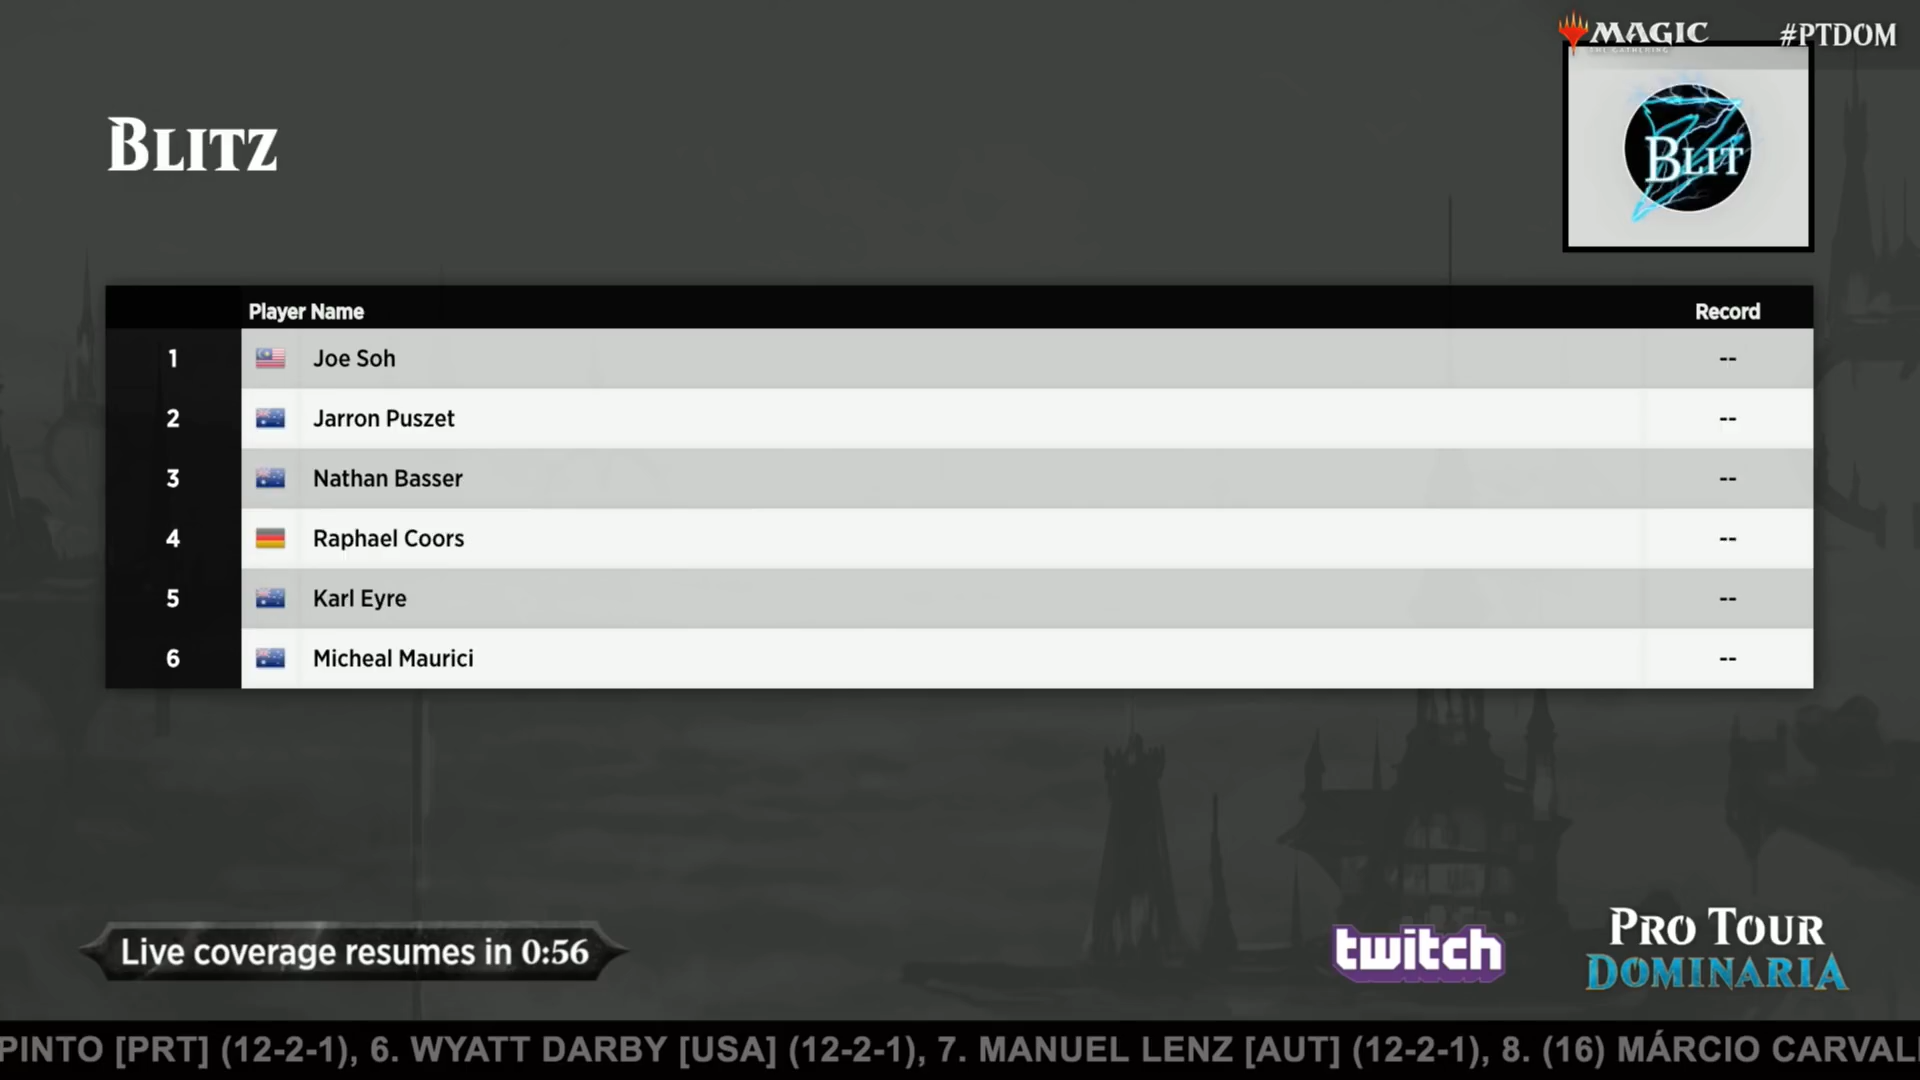 MAGIC
THE GATHERING
#PTDOM
BLITZ
BLIT
Player Name Record
1 Joe Soh --
2 Jarron Puszet --
3 Nathan Basser --
4 Raphael Coors --
5 Karl Eyre --
6 Micheal Maurici --
Live coverage resumes in 0:56
twitch
PRO TOUR
DOMINARIA
PINTO [PRT] (12-2-1), 6. WYATT DARBY [USA] (12-2-1), 7. MANUEL LENZ [AUT] (12-2-1), 8. (16) MÁRCIO CARVAL